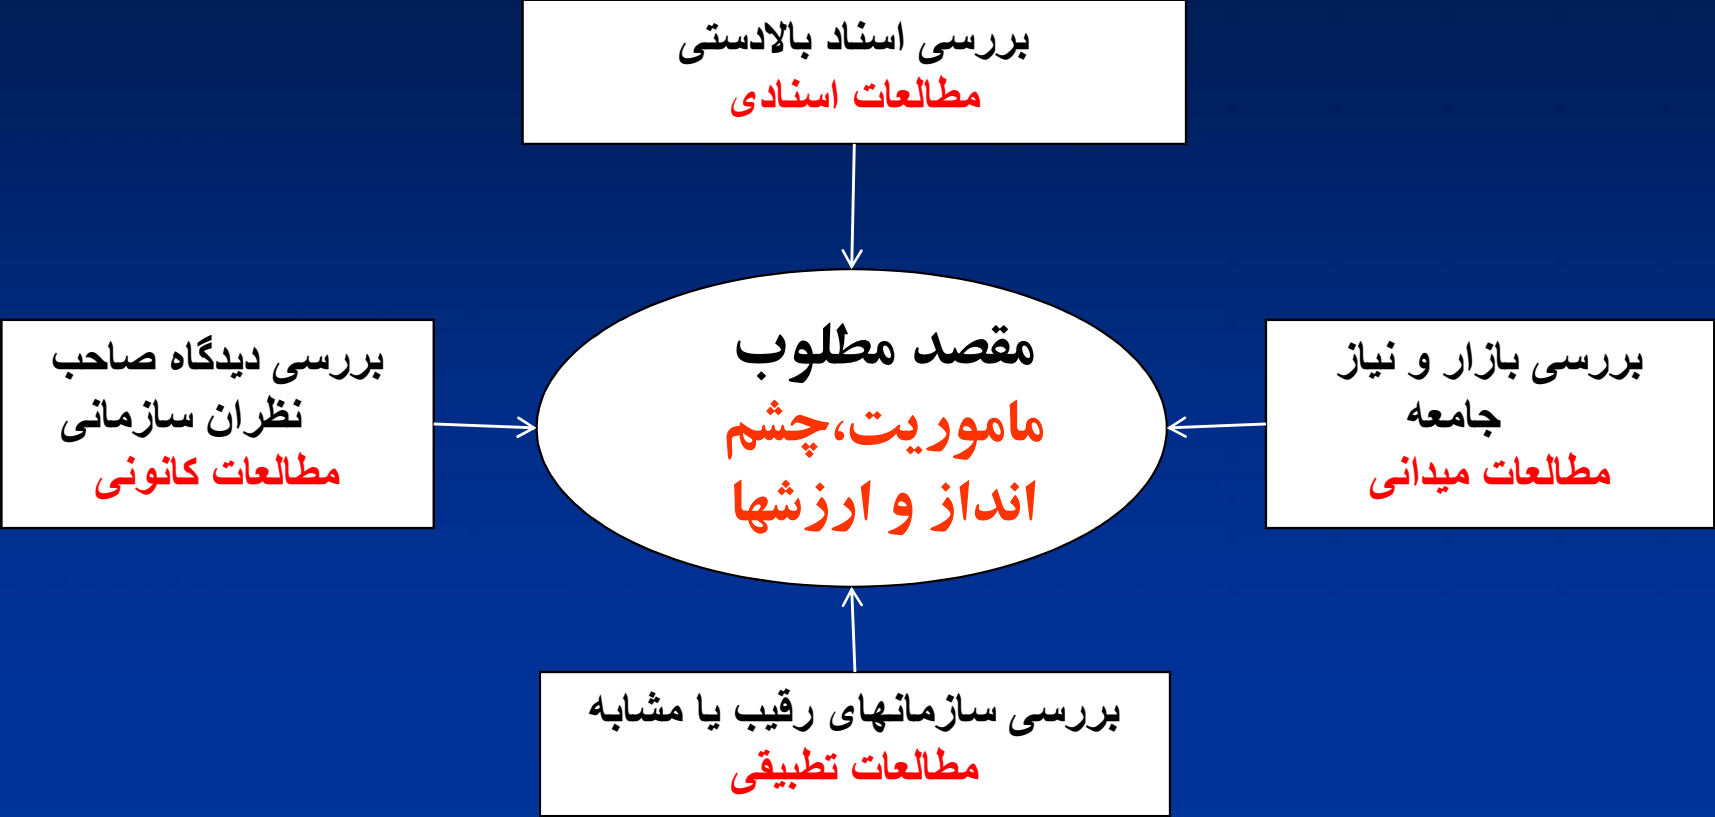 بررسی اسناد بالادستی
مطالعات اسنادی
بررسی بازار و نیاز
جامعه
مطالعات میدانی
مقصد مطلوب
ماموریت،چشم
انداز و ارزشها
بررسی دیدگاه صاحب
نظران سازمانی
مطالعات کانونی
بررسی سازمانهای رقیب یا مشابه
مطالعات تطبیقی